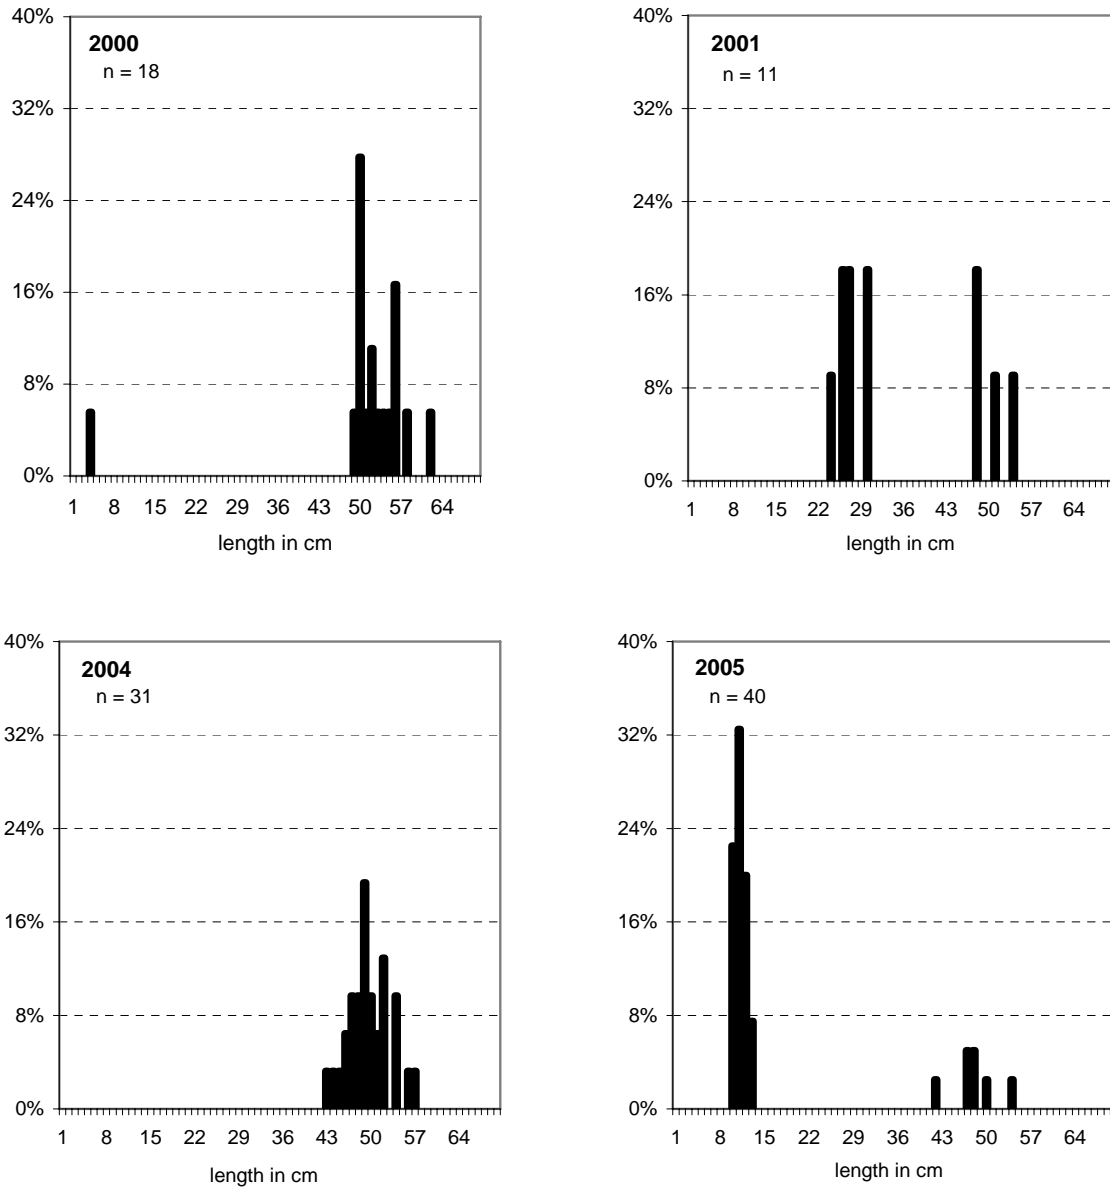 40%
2000
n = 18
32%
24%
16%
8%
0%
1 8 15 22 29 36 43 50 57 64
length in cm
40%
2001
n = 11
32%
24%
16%
8%
0%
1 8 15 22 29 36 43 50 57 64
length in cm
40%
2004
n = 31
32%
24%
16%
8%
0%
1 8 15 22 29 36 43 50 57 64
length in cm
40%
2005
n = 40
32%
24%
16%
8%
0%
1 8 15 22 29 36 43 50 57 64
length in cm